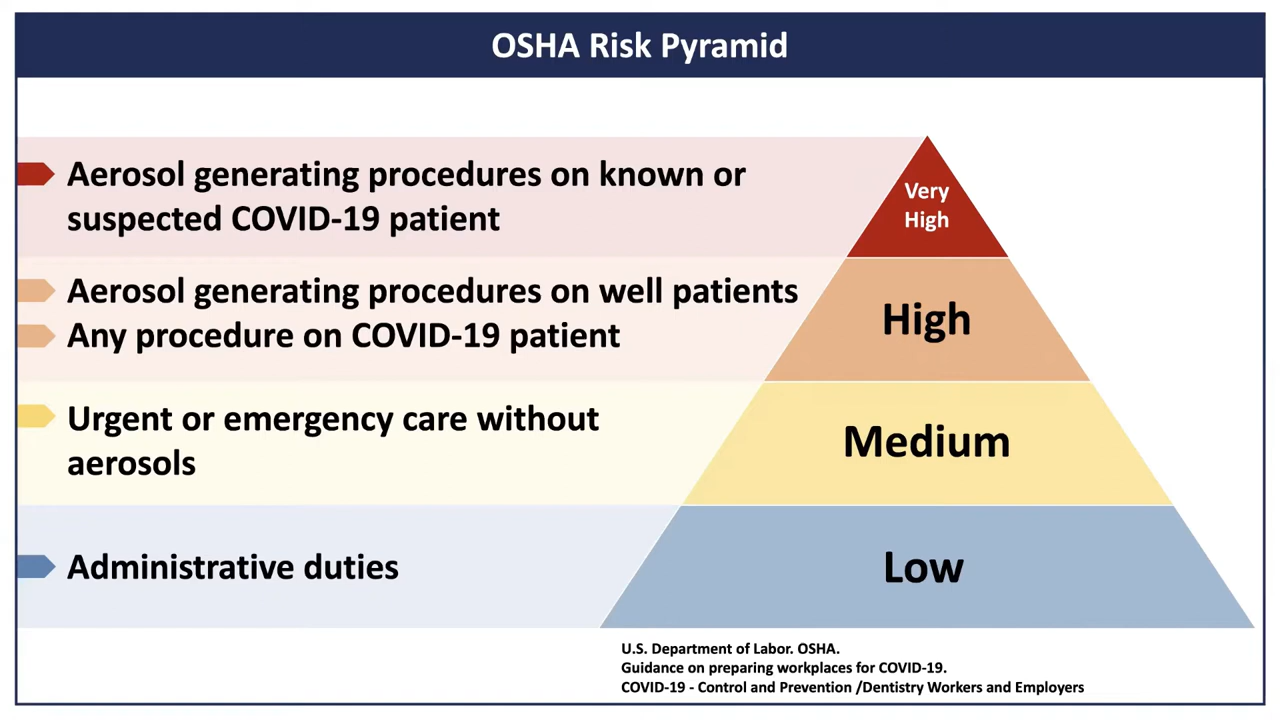 OSHA Risk Pyramid
Aerosol generating procedures on known or
suspected COVID-19 patient
Very
High
Aerosol generating procedures on well patients
Any procedure on COVID-19 patient
High
Urgent or emergency care without
aerosols
Medium
Administrative duties
Low
U.S. Department of Labor. OSHA.
Guidance on preparing workplaces for COVID-19.
COVID-19 - Control and Prevention /Dentistry Workers and Employers